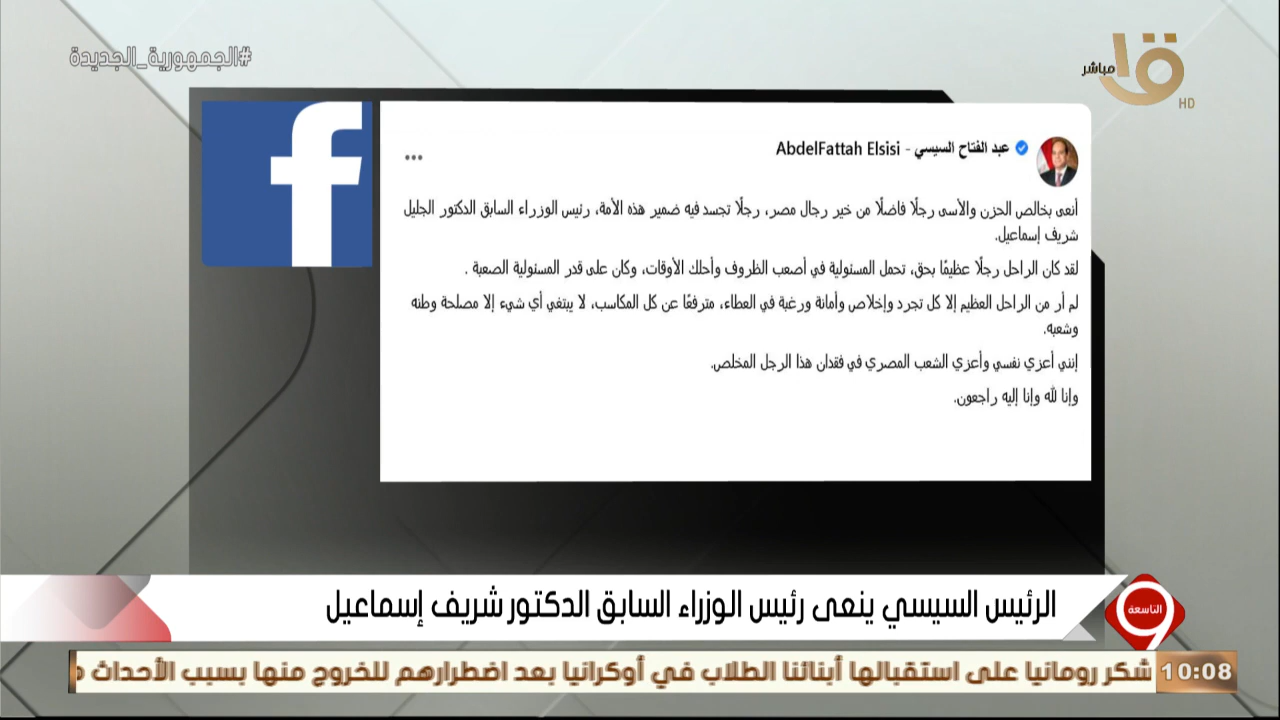 #الجمهورية_الجديدة
مباشر
HD
عبد الفتاح السيسي - AbdelFattah Elsisi
أنعى بخالص الحزن والأسى رجلًا فاضلًا من خير رجال مصر، رجلًا تجسد فيه ضمير هذه الأمة، رئيس الوزراء السابق الدكتور الجليل
شريف إسماعيل.
لقد كان الراحل رجلًا عظيمًا بحق، تحمل المسئولية في أصعب الظروف وأحلك الأوقات، وكان على قدر المسئولية الصعبة .
لم أر من الراحل العظيم إلا كل تجرد وإخلاص وأمانة ورغبة في العطاء، مترفعًا عن كل المكاسب، لا يبتغي أي شيء إلا مصلحة وطنه
وشعبه.
إنني أعزي نفسي وأعزي الشعب المصري في فقدان هذا الرجل المخلص.
وإنا لله وإنا إليه راجعون.
التاسعة
9
الرئيس السيسي ينعى رئيس الوزراء السابق الدكتور شريف إسماعيل
10:08 شكر رومانيا على استقبالها أبنائنا الطلاب في أوكرانيا بعد اضطرارهم للخروج منها بسبب الأحداث